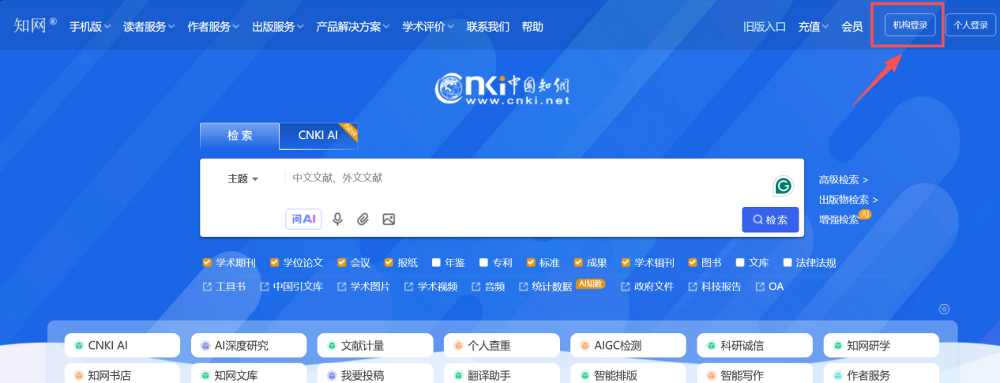 知网® 手机版 读者服务 作者服务 出版服务 产品解决方案 学术评价 联系我们 帮助 旧版入口 充值 会员 机构登录 个人登录
Cnki中国知網
www.cnki.net
检索 CNKI AI new
主题 中文文献、外文文献
高级检索 >
出版物检索 >
增强检索 AI
问AI 检索
学术期刊 学位论文 会议 报纸 年鉴 专利 标准 成果 学术辑刊 图书 文库 法律法规
工具书 中国引文库 学术图片 学术视频 音频 统计数据 AI知数 政府文件 科技报告 OA
CNKI AI AI深度研究 文献计量 个人查重 AIGC检测 科研诚信 知网研学
知网书店 知网文库 我要投稿 翻译助手 智能排版 智能写作 作者服务